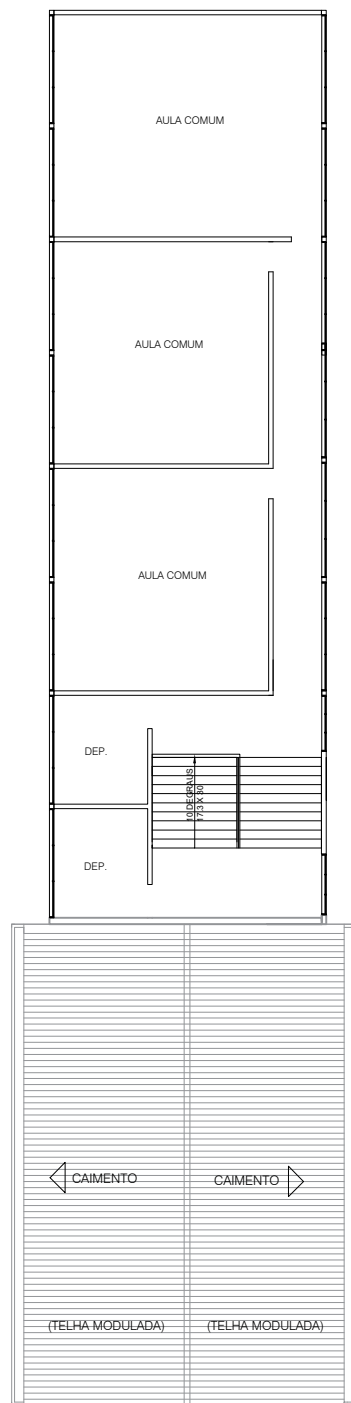 AULA COMUM
AULA COMUM
AULA COMUM
DEP.
10 DEGRAUS
17.3 X 30
DEP.
CAIMENTO
CAIMENTO
(TELHA MODULADA)
(TELHA MODULADA)